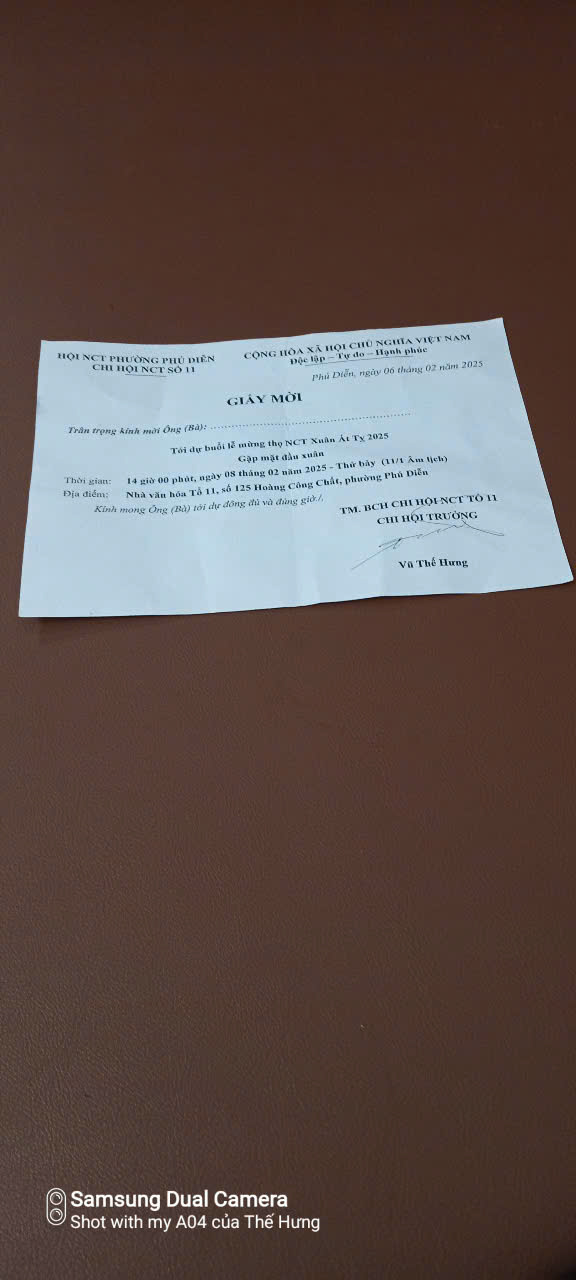 HỘI NCT PHƯỜNG PHÚ DIỄN
CHI HỘI NCT SỐ 11
CỘNG HÒA XÃ HỘI CHỦ NGHĨA VIỆT NAM
Độc lập – Tự do – Hạnh phúc
Phú Diễn, ngày 06 tháng 02 năm 2025
GIẤY MỜI
Trân trọng kính mời Ông (Bà): ........................................................
Tới dự buổi lễ mừng thọ NCT Xuân Ất Tỵ 2025
Gặp mặt đầu xuân
Thời gian: 14 giờ 00 phút, ngày 08 tháng 02 năm 2025 - Thứ bảy (11/1 Âm lịch)
Địa điểm: Nhà văn hóa Tổ 11, số 125 Hoàng Công Chất, phường Phú Diễn
Kính mong Ông (Bà) tới dự đông đủ và đúng giờ./.
TM. BCH CHI HỘI NCT TỔ 11
CHI HỘI TRƯỞNG
Vũ Thế Hưng
Samsung Dual Camera
Shot with my A04 của Thế Hưng